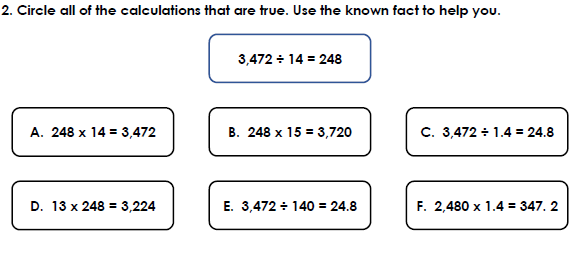 2. Circle all of the calculations that are true. Use the known fact to help you.
3,472 ÷ 14 = 248
A. 248 x 14 = 3,472
B. 248 x 15 = 3,720
C. 3,472 ÷ 1.4 = 24.8
D. 13 x 248 = 3,224
E. 3,472 ÷ 140 = 24.8
F. 2,480 x 1.4 = 347. 2